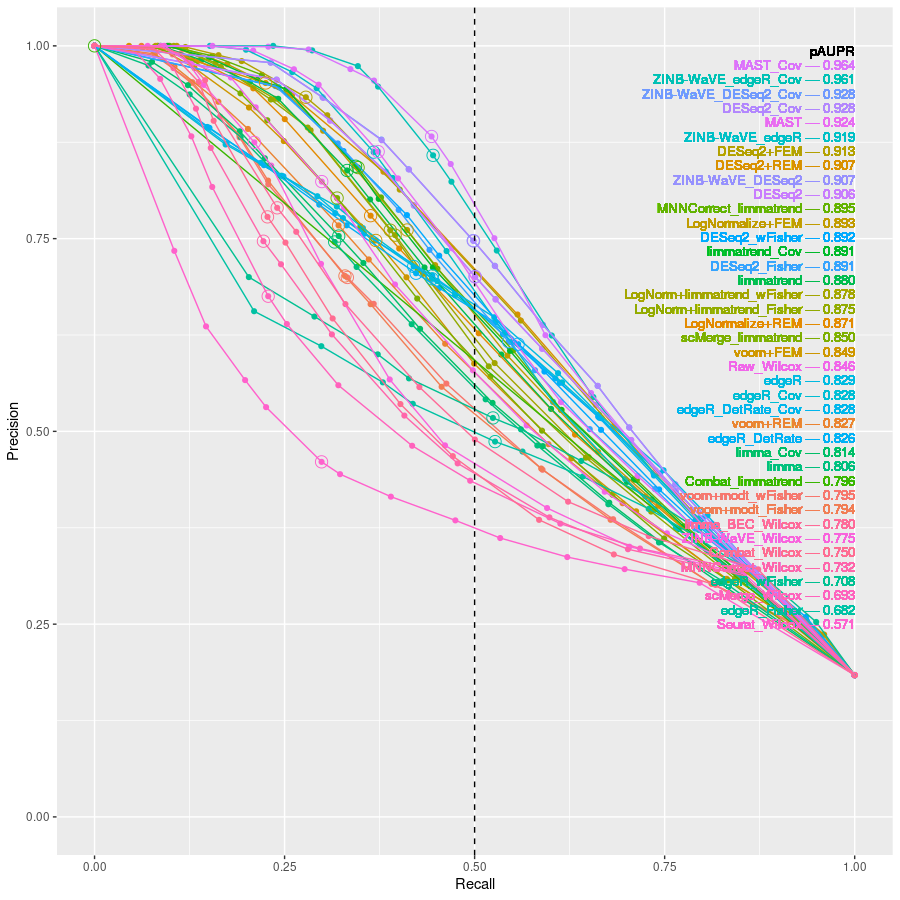 pAUPR
MAST_Cov — 0.964
ZINB-WaVE_edgeR_Cov — 0.961
ZINB-WaVE_DESeq2_Cov — 0.928
DESeq2_Cov — 0.928
MAST — 0.924
ZINB-WaVE_edgeR — 0.919
DESeq2+FEM — 0.913
DESeq2+REM — 0.907
ZINB-WaVE_DESeq2 — 0.907
DESeq2 — 0.906
MNNCorrect_limmatrend — 0.895
LogNormalize+FEM — 0.893
DESeq2_wFisher — 0.892
limmatrend_Cov — 0.891
DESeq2_Fisher — 0.891
limmatrend — 0.880
LogNorm+limmatrend_wFisher — 0.878
LogNorm+limmatrend_Fisher — 0.875
LogNormalize+REM — 0.871
scMerge_limmatrend — 0.850
voom+FEM — 0.849
Raw_Wilcox — 0.846
edgeR — 0.829
edgeR_Cov — 0.828
edgeR_DetRate_Cov — 0.828
voom+REM — 0.827
edgeR_DetRate — 0.826
limma_Cov — 0.814
limma — 0.806
Combat_limmatrend — 0.796
voom+modt_wFisher — 0.795
voom+modt_Fisher — 0.794
BEC_Wilcox — 0.780
WaVE_Wilcox — 0.775
Combat_Wilcox — 0.750
Wilcox — 0.732
edgeR_wFisher — 0.708
scMerge_Wilcox — 0.693
edgeR_Fisher — 0.682
Seurat_Wilcox — 0.571
1.00
0.75
0.50
0.25
0.00
Precision
0.00 0.25 0.50 0.75 1.00
Recall